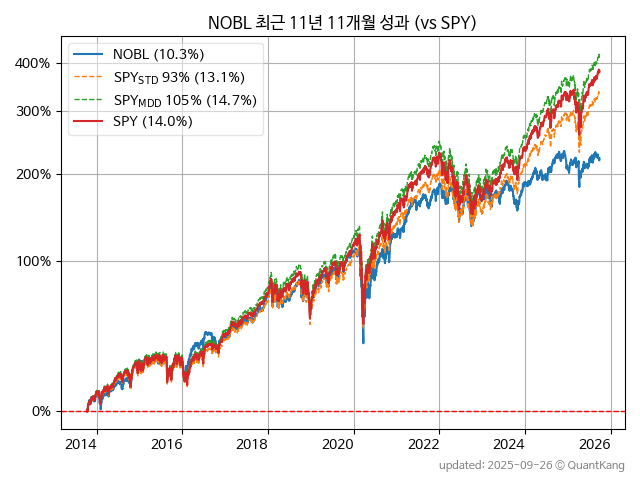 NOBL 최근 11년 11개월 성과 (vs SPY)
NOBL (10.3%)
SPYSTD 93% (13.1%)
SPYMDD 105% (14.7%)
SPY (14.0%)
400%
300%
200%
100%
0%
2014 2016 2018 2020 2022 2024 2026
updated: 2025-09-26 © QuantKang